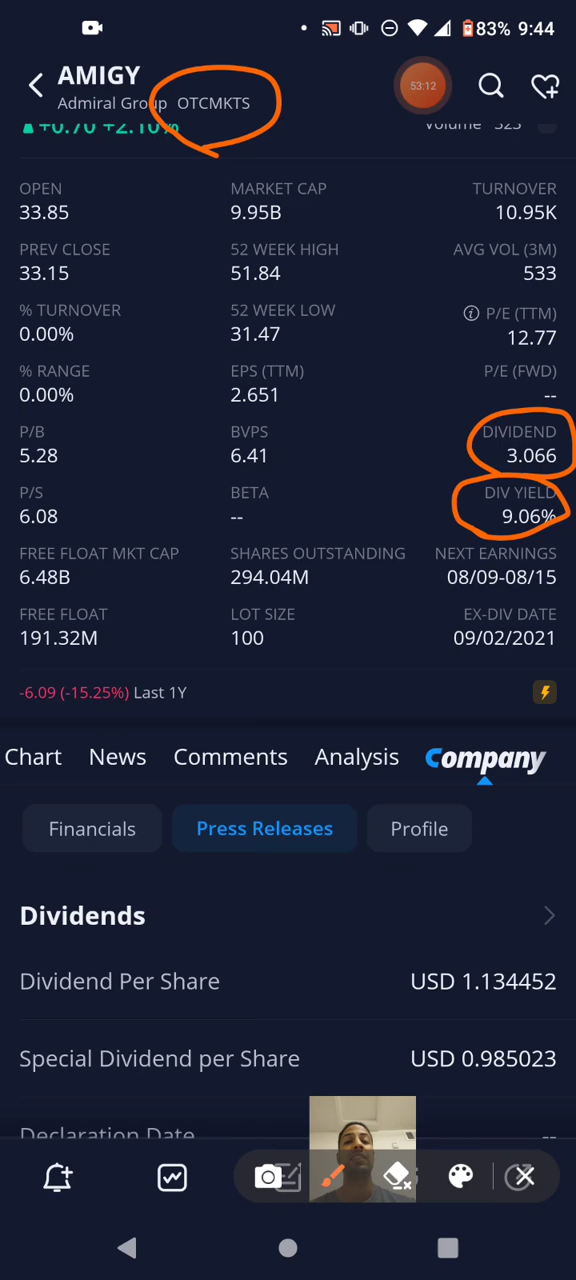 83% 9:44
AMIGY
Admiral Group OTCMKTS
53:12
+0.70 +2.10% Volume 523
OPEN MARKET CAP TURNOVER
33.85 9.95B 10.95K
PREV CLOSE 52 WEEK HIGH AVG VOL (3M)
33.15 51.84 533
% TURNOVER 52 WEEK LOW P/E (TTM)
0.00% 31.47 12.77
% RANGE EPS (TTM) P/E (FWD)
0.00% 2.651 --
P/B BVPS DIVIDEND
5.28 6.41 3.066
P/S BETA DIV YIELD
6.08 -- 9.06%
FREE FLOAT MKT CAP SHARES OUTSTANDING NEXT EARNINGS
6.48B 294.04M 08/09-08/15
FREE FLOAT LOT SIZE EX-DIV DATE
191.32M 100 09/02/2021
-6.09 (-15.25%) Last 1Y
Chart News Comments Analysis Company
Financials Press Releases Profile
Dividends
Dividend Per Share USD 1.134452
Special Dividend per Share USD 0.985023
Declaration Date --